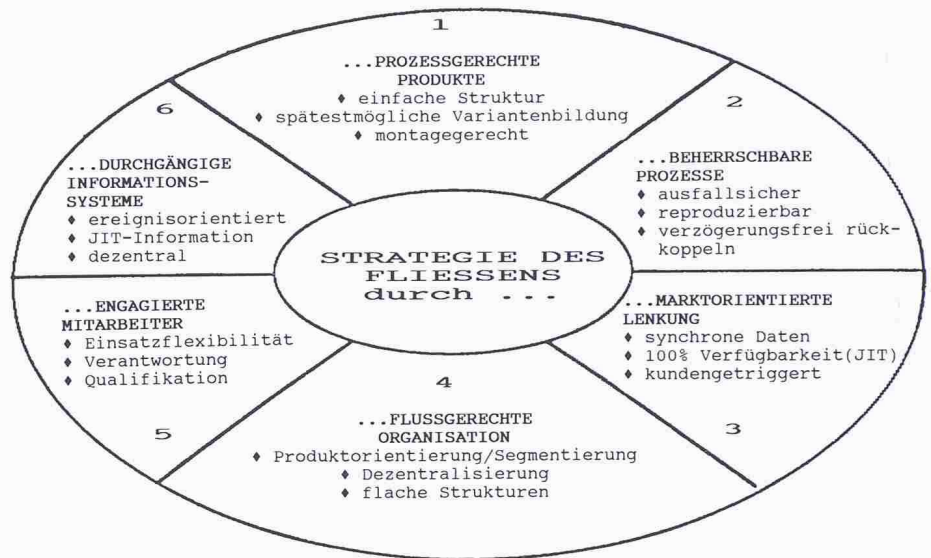 1
...PROZESSGERECHTE
PRODUKTE
♦ einfache Struktur
♦ spätestmögliche Variantenbildung
♦ montagegerecht
2
...BEHERRSCHBARE
PROZESSE
♦ ausfallsicher
♦ reproduzierbar
♦ verzögerungsfrei rück-
koppeln
...MARKTORIENTIERTE
LENKUNG
♦ synchrone Daten
♦ 100% Verfügbarkeit(JIT)
♦ kundengetriggert
3
4
...FLUSSGERECHTE
ORGANISATION
♦ Produktorientierung/Segmentierung
♦ Dezentralisierung
♦ flache Strukturen
...ENGAGIERTE
MITARBEITER
♦ Einsatzflexibilität
♦ Verantwortung
♦ Qualifikation
5
6
...DURCHGÄNGIGE
INFORMATIONS-
SYSTEME
♦ ereignisorientiert
♦ JIT-Information
♦ dezentral
STRATEGIE DES
FLIESSENS
durch ...